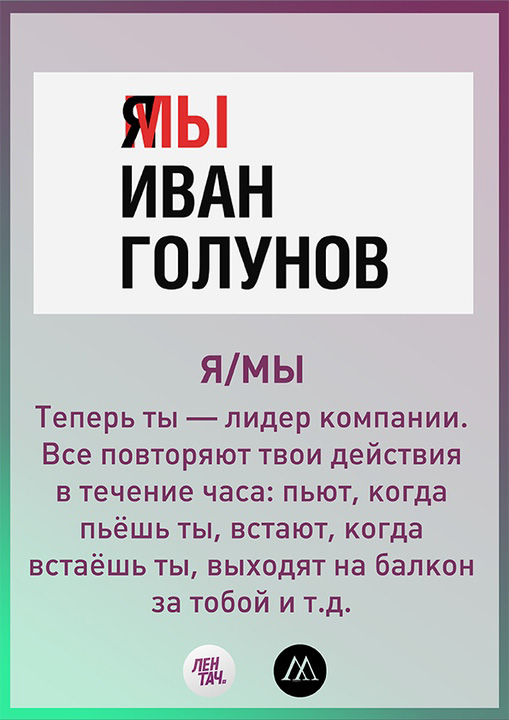 ЯМЫ
ИВАН
ГОЛУНОВ
Я/МЫ
Теперь ты — лидер компании.
Все повторяют твои действия
в течение часа: пьют, когда
пьёшь ты, встают, когда
встаёшь ты, выходят на балкон
за тобой и т.д.
ЛЕН
ТАЧ.